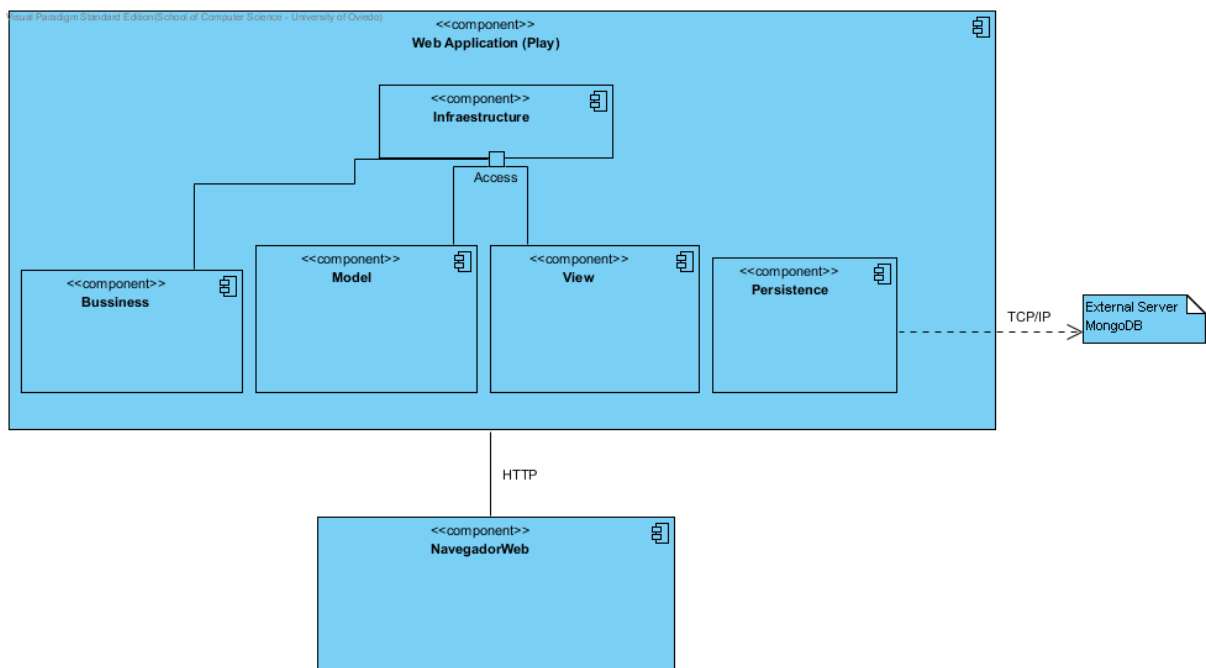 Visual Paradigm Standard Edition(School of Computer Science - University of Oviedo)
<<component>>
Web Application (Play)
<<component>>
Infraestructure
Access
<<component>>
Bussiness
<<component>>
Model
<<component>>
View
<<component>>
Persistence
TCP/IP
External Server
MongoDB
HTTP
<<component>>
NavegadorWeb